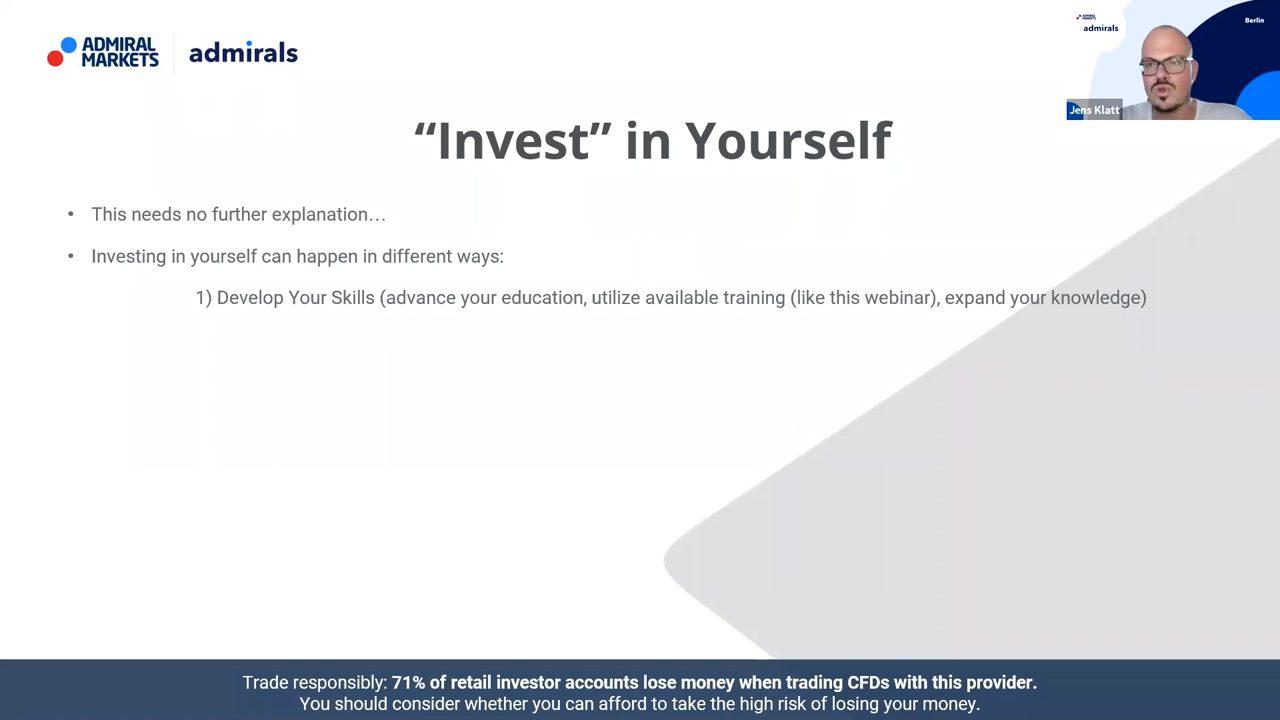 ADMIRAL
MARKETS
admirals
ADMIRAL
MARKETS
admirals
Berlin
Jens Klatt
“Invest” in Yourself
• This needs no further explanation…
• Investing in yourself can happen in different ways:
1) Develop Your Skills (advance your education, utilize available training (like this webinar), expand your knowledge)
Trade responsibly: 71% of retail investor accounts lose money when trading CFDs with this provider.
You should consider whether you can afford to take the high risk of losing your money.